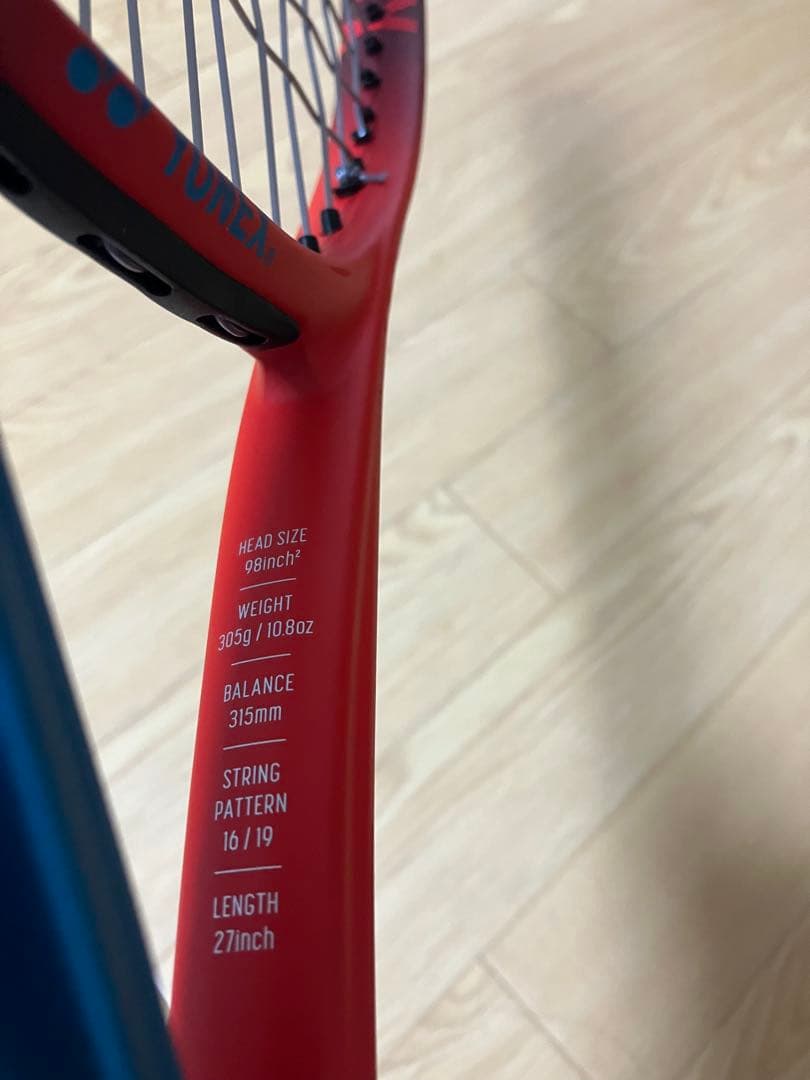 YONEX
HEAD SIZE
98inch²
WEIGHT
305g / 10.8oz
BALANCE
315mm
STRING
PATTERN
16 / 19
LENGTH
27inch